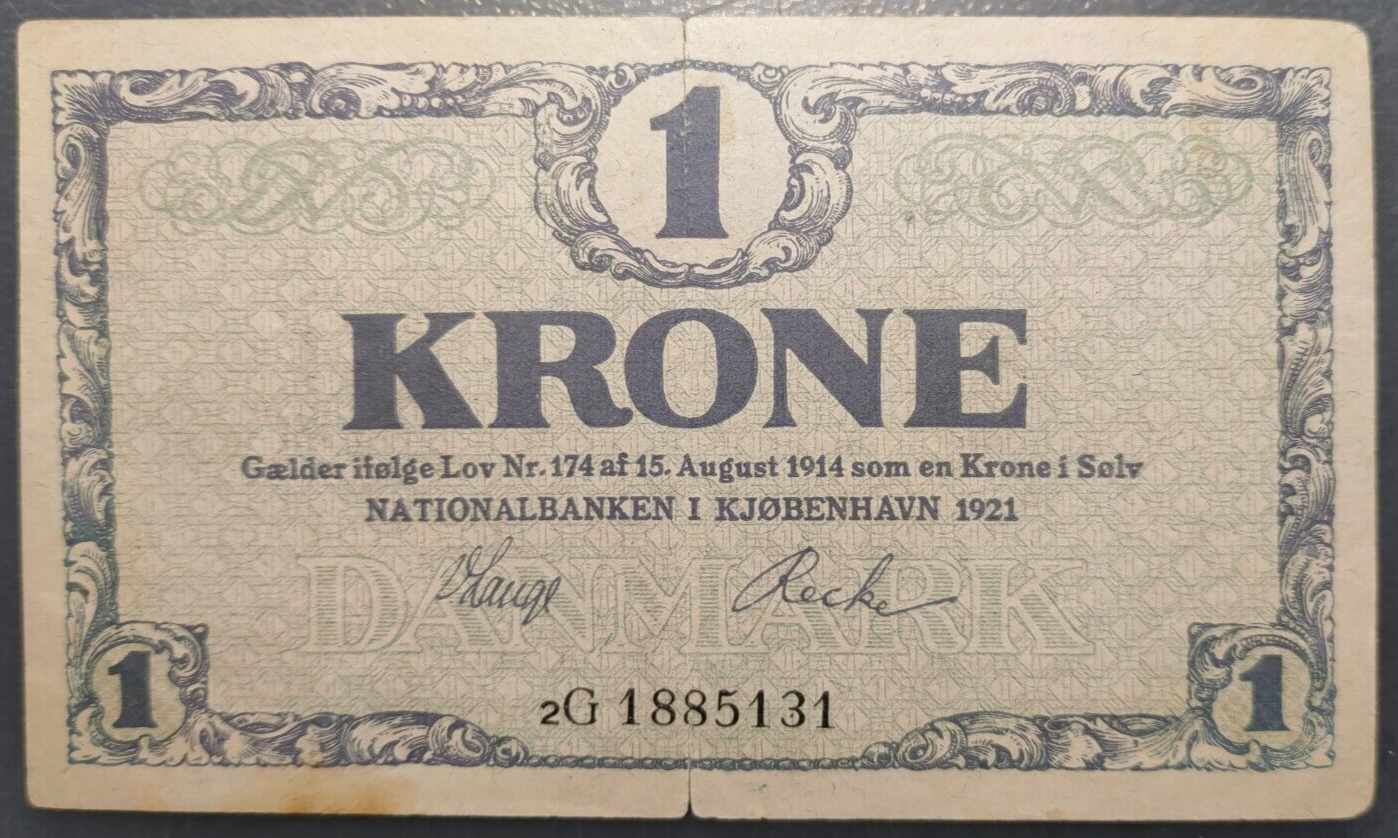 1
KRONE
Gælder ifølge Lov Nr. 174 af 15. August 1914 som en Krone i Sølv
NATIONALBANKEN I KJØBENHAVN 1921
DANMARK
VLange Recke
1 1
2G 1885131